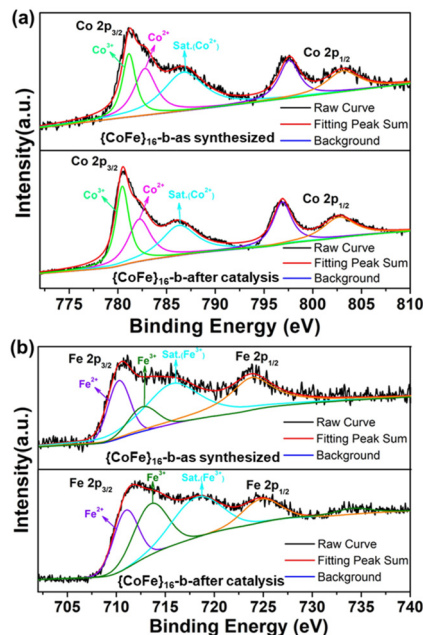 (a)
Co 2p3/2
Co³⁺
Co²⁺
Sat.(Co²⁺)
Co 2p1/2
Raw Curve
Fitting Peak Sum
Background
{CoFe}16-b-as synthesized
Co 2p3/2
Co³⁺
Co²⁺
Sat.(Co²⁺)
Co 2p1/2
Raw Curve
Fitting Peak Sum
Background
{CoFe}16-b-after catalysis
Intensity(a.u.)
775 780 785 790 795 800 805 810
Binding Energy (eV)
(b)
Fe 2p3/2
Fe²⁺
Fe³⁺
Sat.(Fe³⁺)
Fe 2p1/2
Raw Curve
Fitting Peak Sum
Background
{CoFe}16-b-as synthesized
Fe 2p3/2
Fe²⁺
Fe³⁺
Sat.(Fe³⁺)
Fe 2p1/2
Raw Curve
Fitting Peak Sum
Background
{CoFe}16-b-after catalysis
Intensity(a.u.)
705 710 715 720 725 730 735 740
Binding Energy (eV)